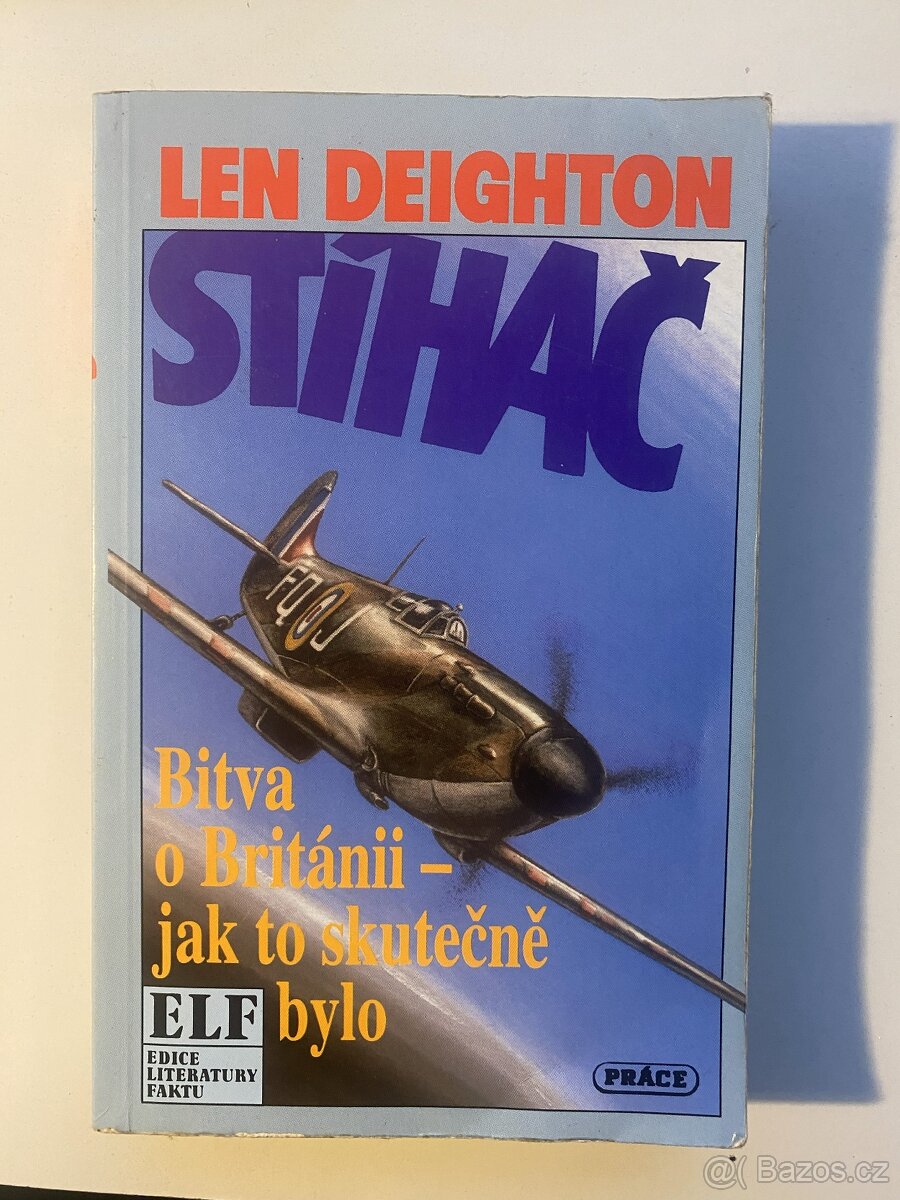 LEN DEIGHTON
STÍHAČ
FQ J
Bitva
o Británii –
jak to skutečně
bylo
ELF
EDICE
LITERATURY
FAKTU
PRÁCE
@( Bazos.cz